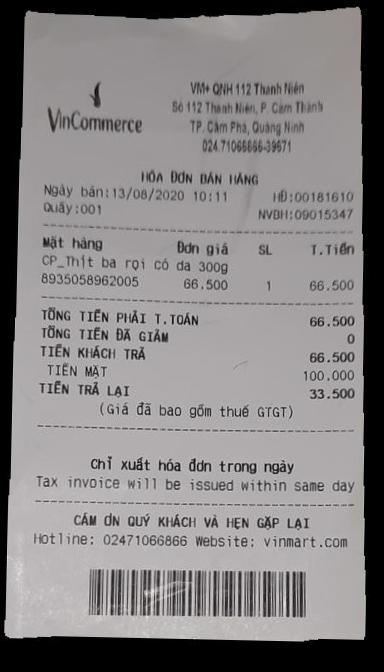 VinCommerce
VM+ QNH 112 Thanh Niên
Số 112 Thanh Niên, P. Cẩm Thành
TP. Cẩm Phả, Quảng Ninh
024.71066866-39671
HÓA ĐƠN BÁN HÀNG
Ngày bán:13/08/2020 10:11 HĐ:00181610
Quầy:001 NVBH:09015347
Mặt hàng Đơn giá SL T.Tiền
CP_Thịt ba rọi có da 300g
8935058962005 66.500 1 66.500
TỔNG TIỀN PHẢI T.TOÁN 66.500
TỔNG TIỀN ĐÃ GIẢM 0
TIỀN KHÁCH TRẢ 66.500
TIỀN MẶT 100.000
TIỀN TRẢ LẠI 33.500
(Giá đã bao gồm thuế GTGT)
Chỉ xuất hóa đơn trong ngày
Tax invoice will be issued within same day
CẢM ƠN QUÝ KHÁCH VÀ HẸN GẶP LẠI
Hotline: 02471066866 Website: vinmart.com